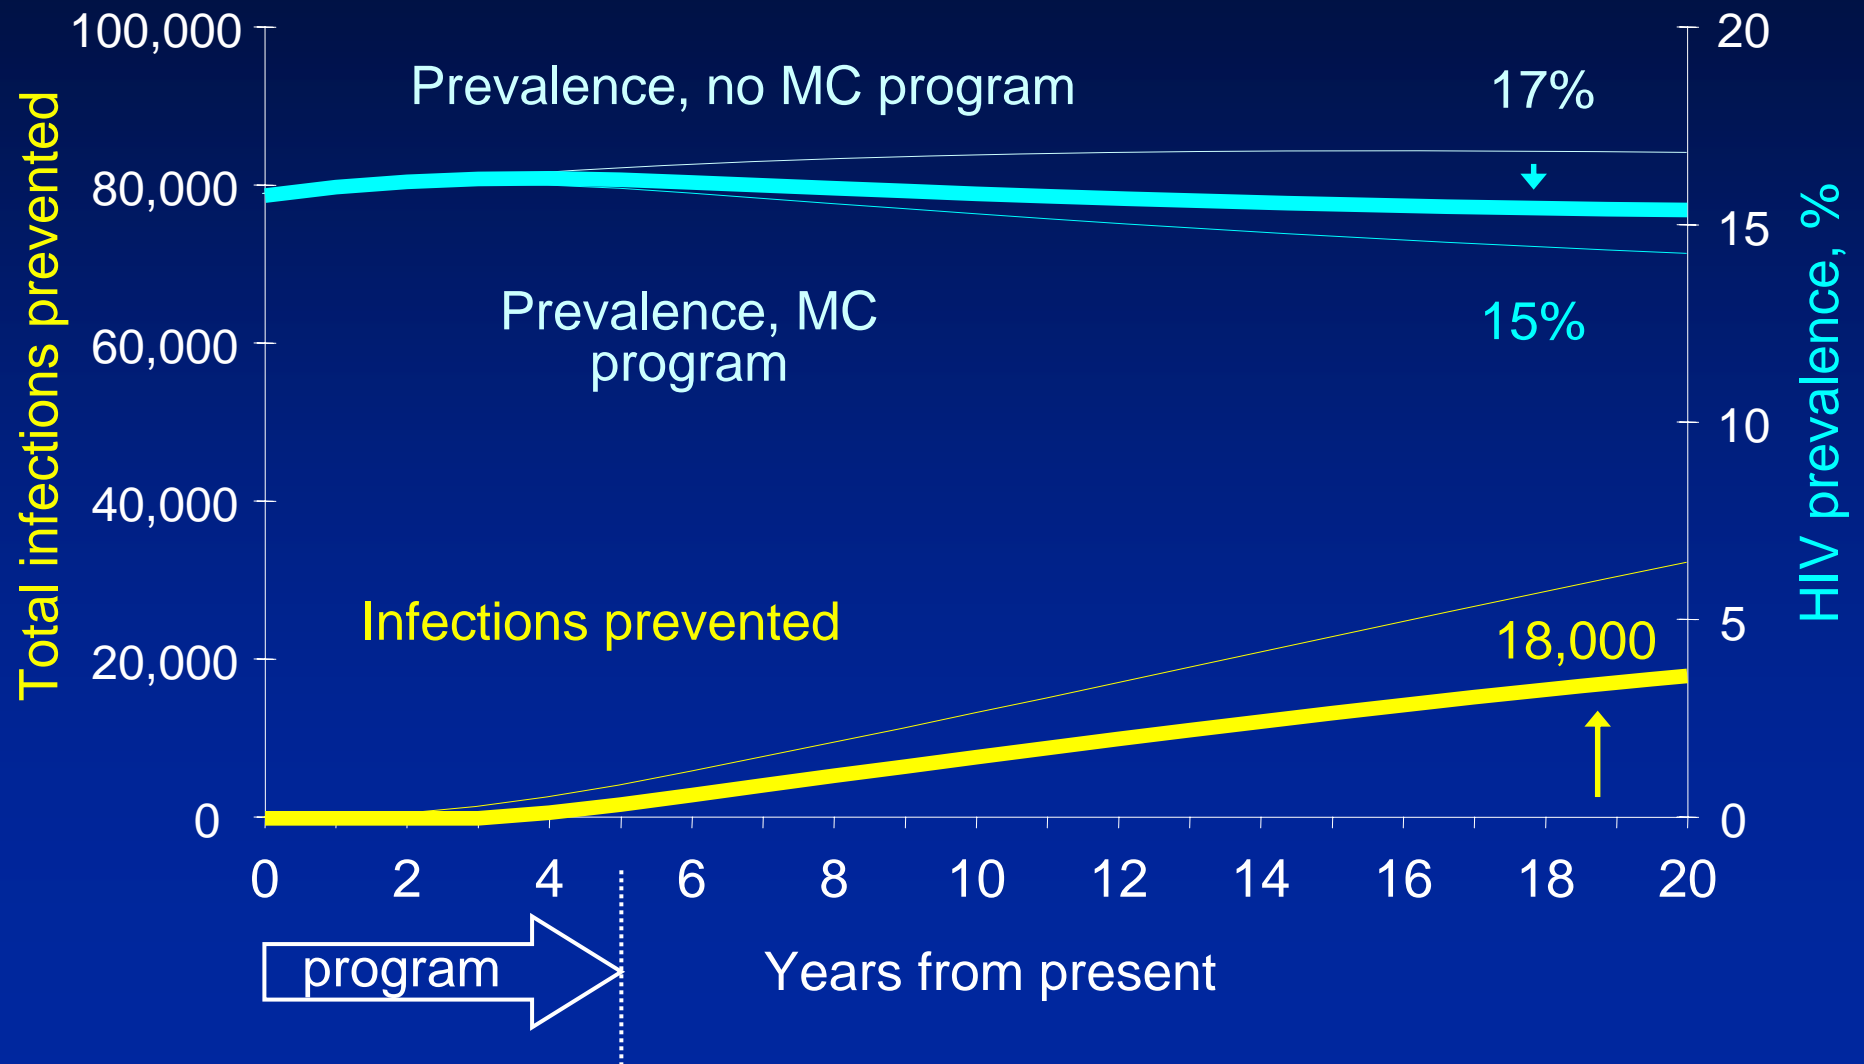 100,000
80,000
60,000
40,000
20,000
0
Total infections prevented
Prevalence, no MC program
17%
Prevalence, MC
program
15%
Infections prevented
18,000
20
15
10
5
0
HIV prevalence, %
0 2 4 6 8 10 12 14 16 18 20
program
Years from present